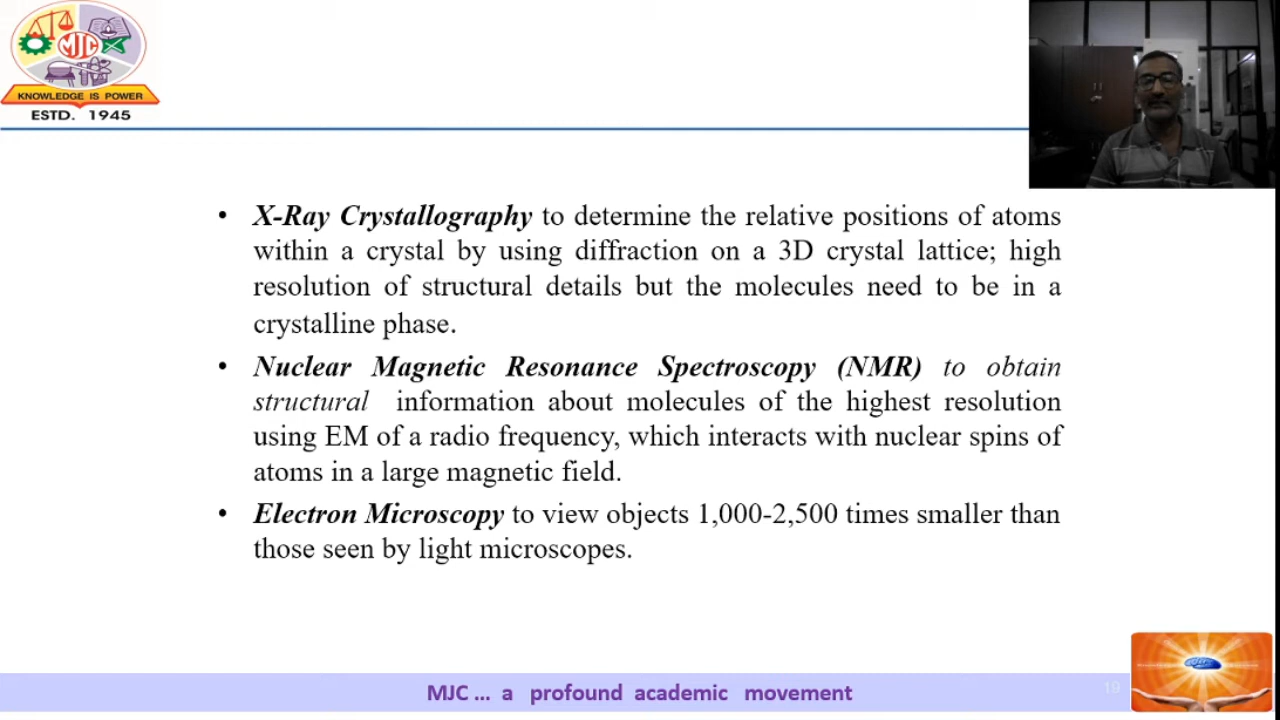 MJC
KNOWLEDGE IS POWER
ESTD. 1945
• X-Ray Crystallography to determine the relative positions of atoms
within a crystal by using diffraction on a 3D crystal lattice; high
resolution of structural details but the molecules need to be in a
crystalline phase.
• Nuclear Magnetic Resonance Spectroscopy (NMR) to obtain
structural information about molecules of the highest resolution
using EM of a radio frequency, which interacts with nuclear spins of
atoms in a large magnetic field.
• Electron Microscopy to view objects 1,000-2,500 times smaller than
those seen by light microscopes.
MJC ... a profound academic movement
19